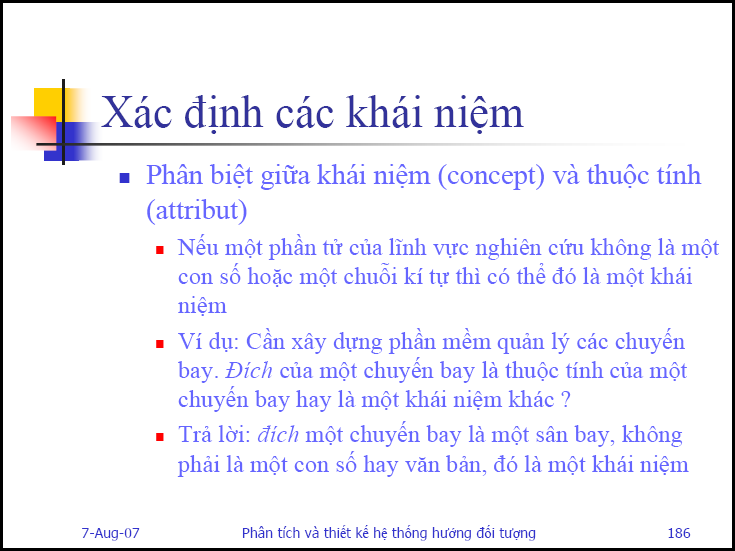 Xác định các khái niệm
Phân biệt giữa khái niệm (concept) và thuộc tính
(attribut)
Nếu một phần tử của lĩnh vực nghiên cứu không là một
con số hoặc một chuỗi kí tự thì có thể đó là một khái
niệm
Ví dụ: Cần xây dựng phần mềm quản lý các chuyến
bay. Đích của một chuyến bay là thuộc tính của một
chuyến bay hay là một khái niệm khác ?
Trả lời: đích một chuyến bay là một sân bay, không
phải là một con số hay văn bản, đó là một khái niệm
7-Aug-07 Phân tích và thiết kế hệ thống hướng đối tượng 186